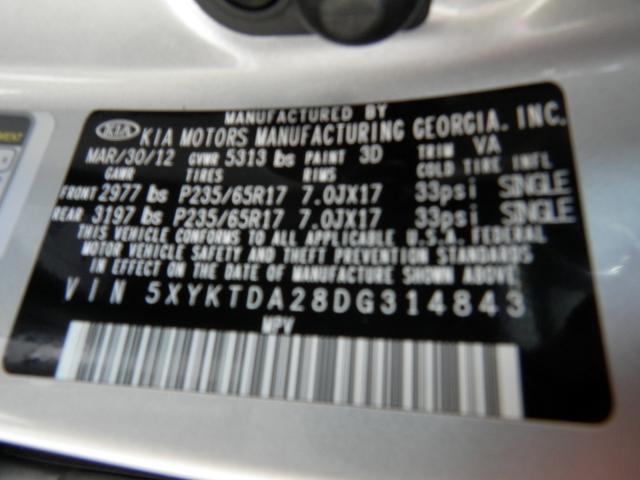 MANUFACTURED BY
KIA KIA MOTORS MANUFACTURING GEORGIA. INC.
MAR/30/12 GVWR 5313 lbs PAINT 3D TRIM VA
GAWR TIRES RIMS COLD TIRE INFL
FRONT 2977 lbs P235/65R17 7.0JX17 33psi SINGLE
REAR 3197 lbs P235/65R17 7.0JX17 33psi SINGLE
THIS VEHICLE CONFORMS TO ALL APPLICABLE U.S.A. FEDERAL
MOTOR VEHICLE SAFETY AND THEFT PREVENTION STANDARDS
IN EFFECT ON THE DATE OF MANUFACTURE SHOWN ABOVE.
VIN 5XYKTDA28DG314843
MPV